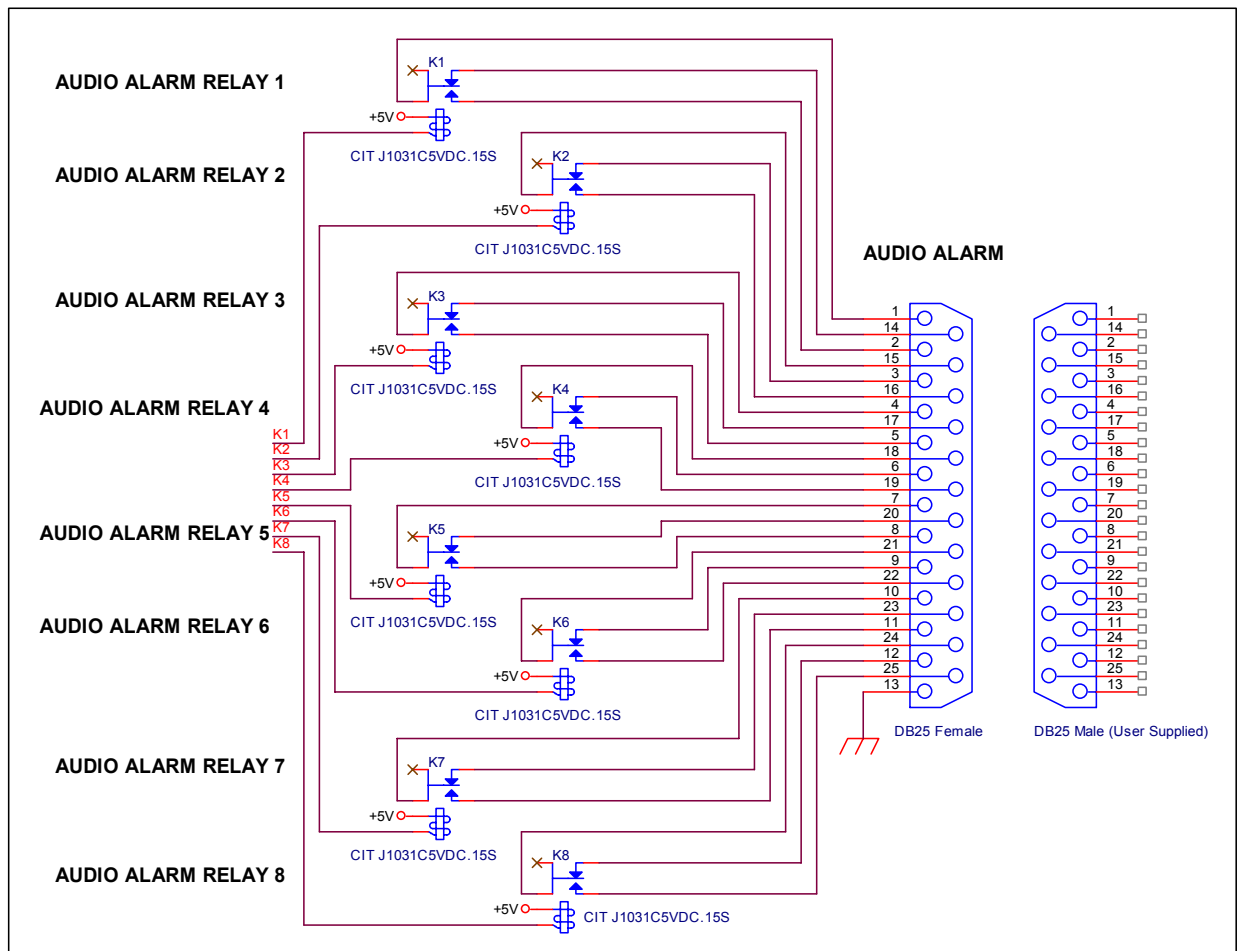 AUDIO ALARM RELAY 1
K1
+5V
CIT J1031C5VDC.15S
AUDIO ALARM RELAY 2
K2
+5V
CIT J1031C5VDC.15S
AUDIO ALARM RELAY 3
K3
+5V
CIT J1031C5VDC.15S
AUDIO ALARM RELAY 4
K4
+5V
CIT J1031C5VDC.15S
K1
K2
K3
K4
K5
K6
K7
K8
AUDIO ALARM RELAY 5
K5
+5V
CIT J1031C5VDC.15S
AUDIO ALARM RELAY 6
K6
+5V
CIT J1031C5VDC.15S
AUDIO ALARM RELAY 7
K7
+5V
CIT J1031C5VDC.15S
AUDIO ALARM RELAY 8
K8
+5V
CIT J1031C5VDC.15S
AUDIO ALARM
1
14
2
15
3
16
4
17
5
18
6
19
7
20
8
21
9
22
10
23
11
24
12
25
13
DB25 Female
1
14
2
15
3
16
4
17
5
18
6
19
7
20
8
21
9
22
10
23
11
24
12
25
13
DB25 Male (User Supplied)